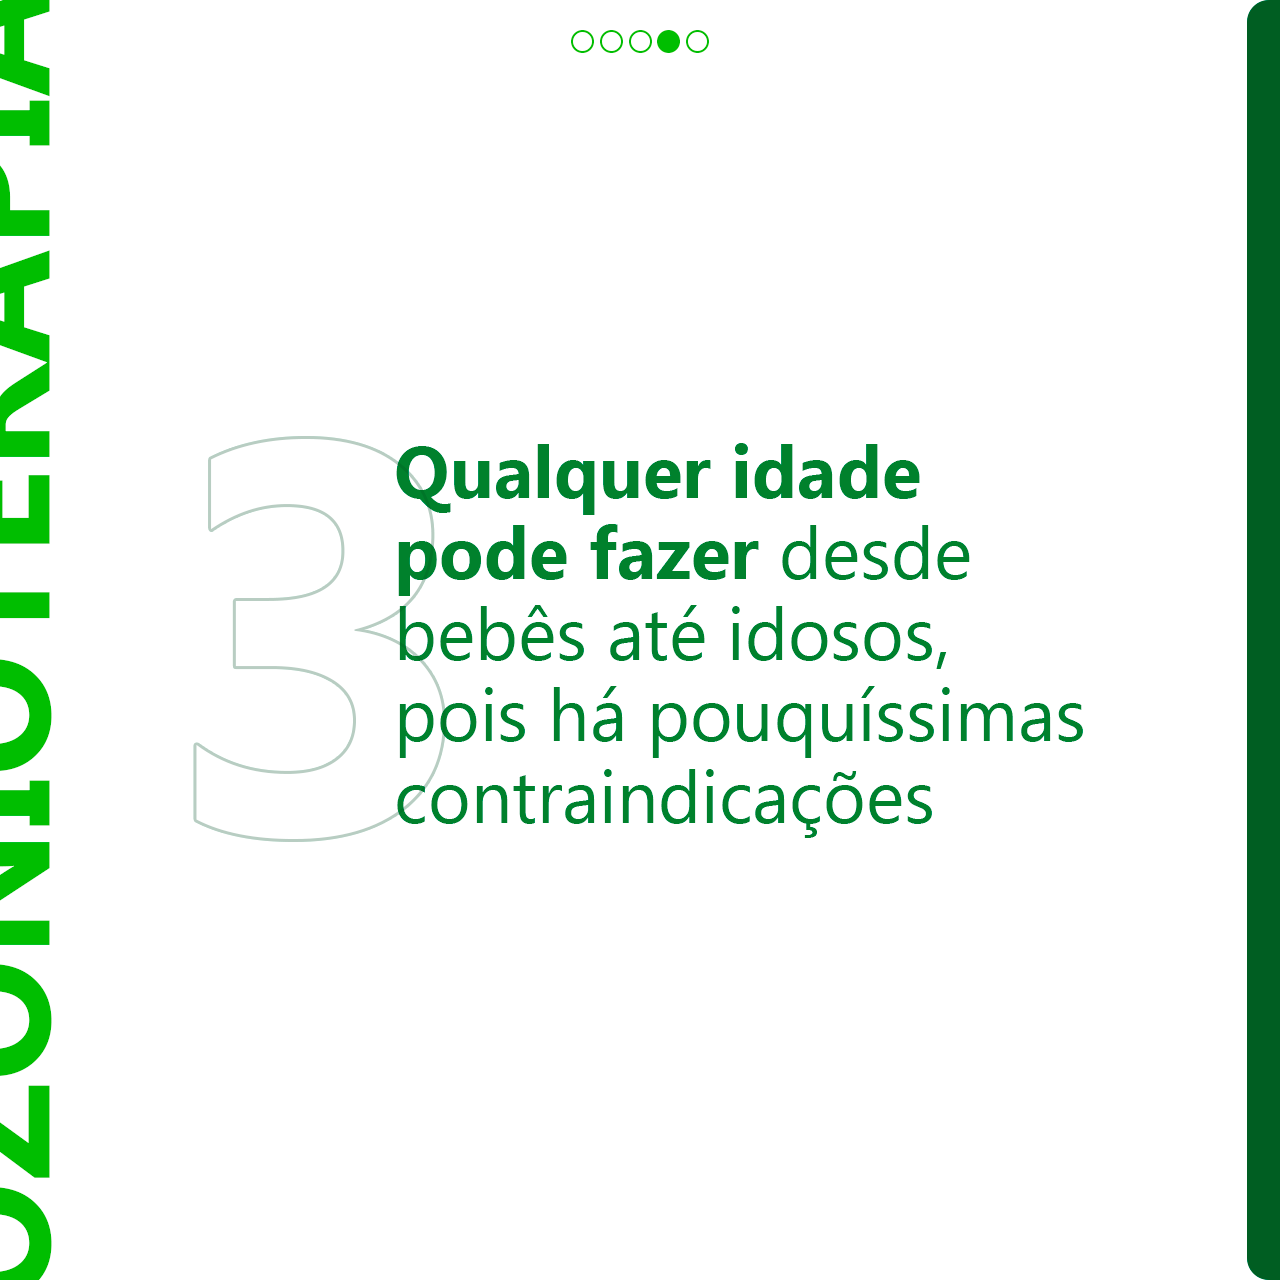 OZONIOTERAPIA
3
Qualquer idade
pode fazer desde
bebês até idosos,
pois há pouquíssimas
contraindicações